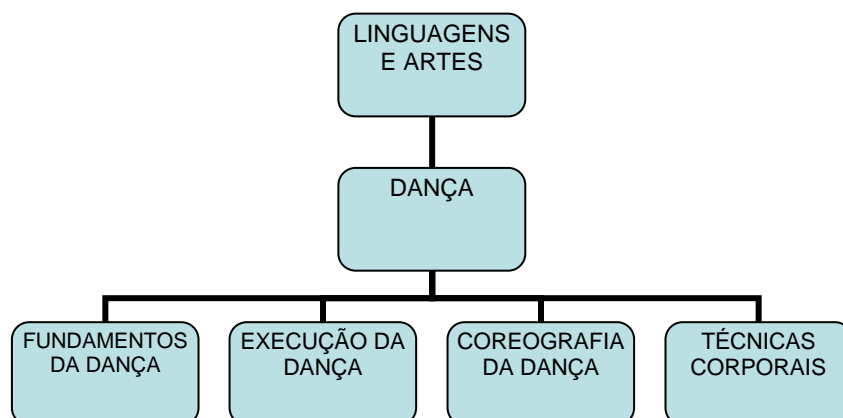 LINGUAGENS
E ARTES
DANÇA
FUNDAMENTOS
DA DANÇA
EXECUÇÃO DA
DANÇA
COREOGRAFIA
DA DANÇA
TÉCNICAS
CORPORAIS